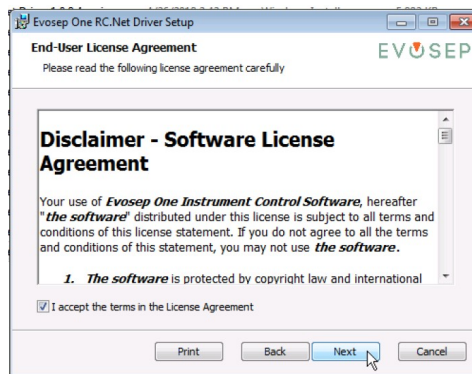 Evosep One RC.Net Driver Setup
End-User License Agreement
EVOSEP
Please read the following license agreement carefully
Disclaimer - Software License
Agreement
Your use of Evosep One Instrument Control Software, hereafter
"the software" distributed under this license is subject to all terms and
conditions of this license statement. If you do not agree to all the terms
and conditions of this statement, you may not use the software.
1. The software is protected by copyright law and international
I accept the terms in the License Agreement
Print Back Next Cancel